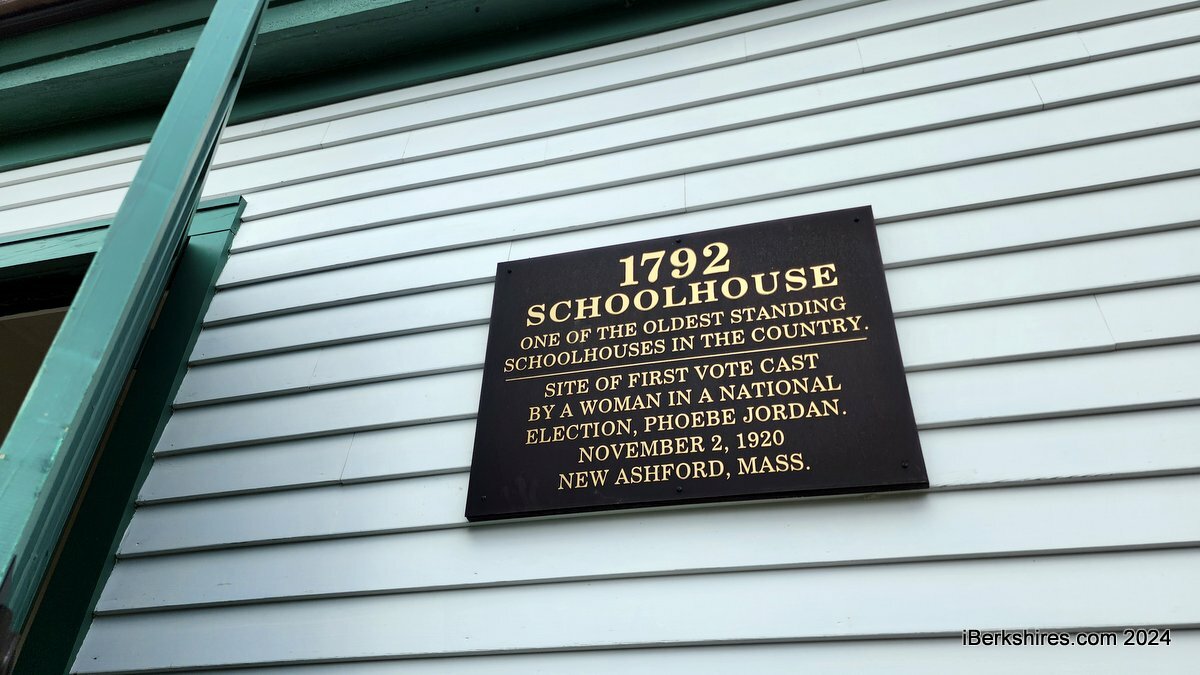 1792
SCHOOLHOUSE
ONE OF THE OLDEST STANDING
SCHOOLHOUSES IN THE COUNTRY.
SITE OF FIRST VOTE CAST
BY A WOMAN IN A NATIONAL
ELECTION, PHOEBE JORDAN.
NOVEMBER 2, 1920
NEW ASHFORD, MASS.
iBerkshires.com 2024